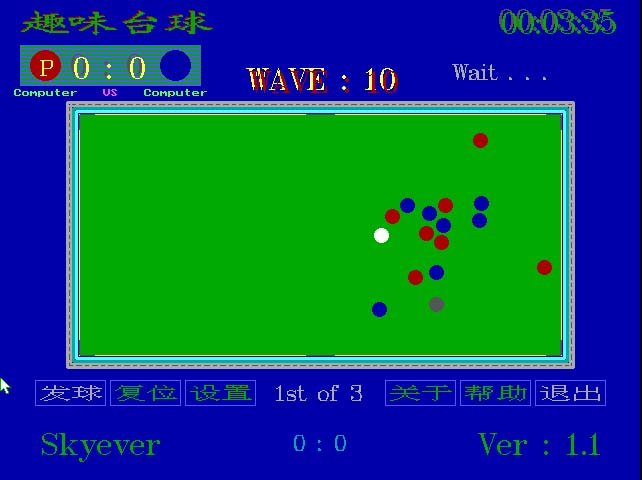 趣味台球
00:03:35
P 0 : 0
Computer VS Computer
WAVE : 10
Wait . . .
发球 复位 设置 1st of 3 关于 帮助 退出
Skyever 0 : 0 Ver : 1.1